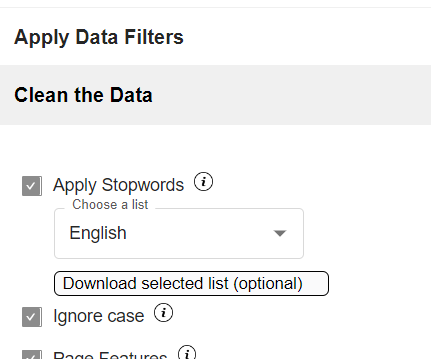 Apply Data Filters
Clean the Data
Apply Stopwords i
Choose a list
English
Download selected list (optional)
Ignore case i
Page Features i